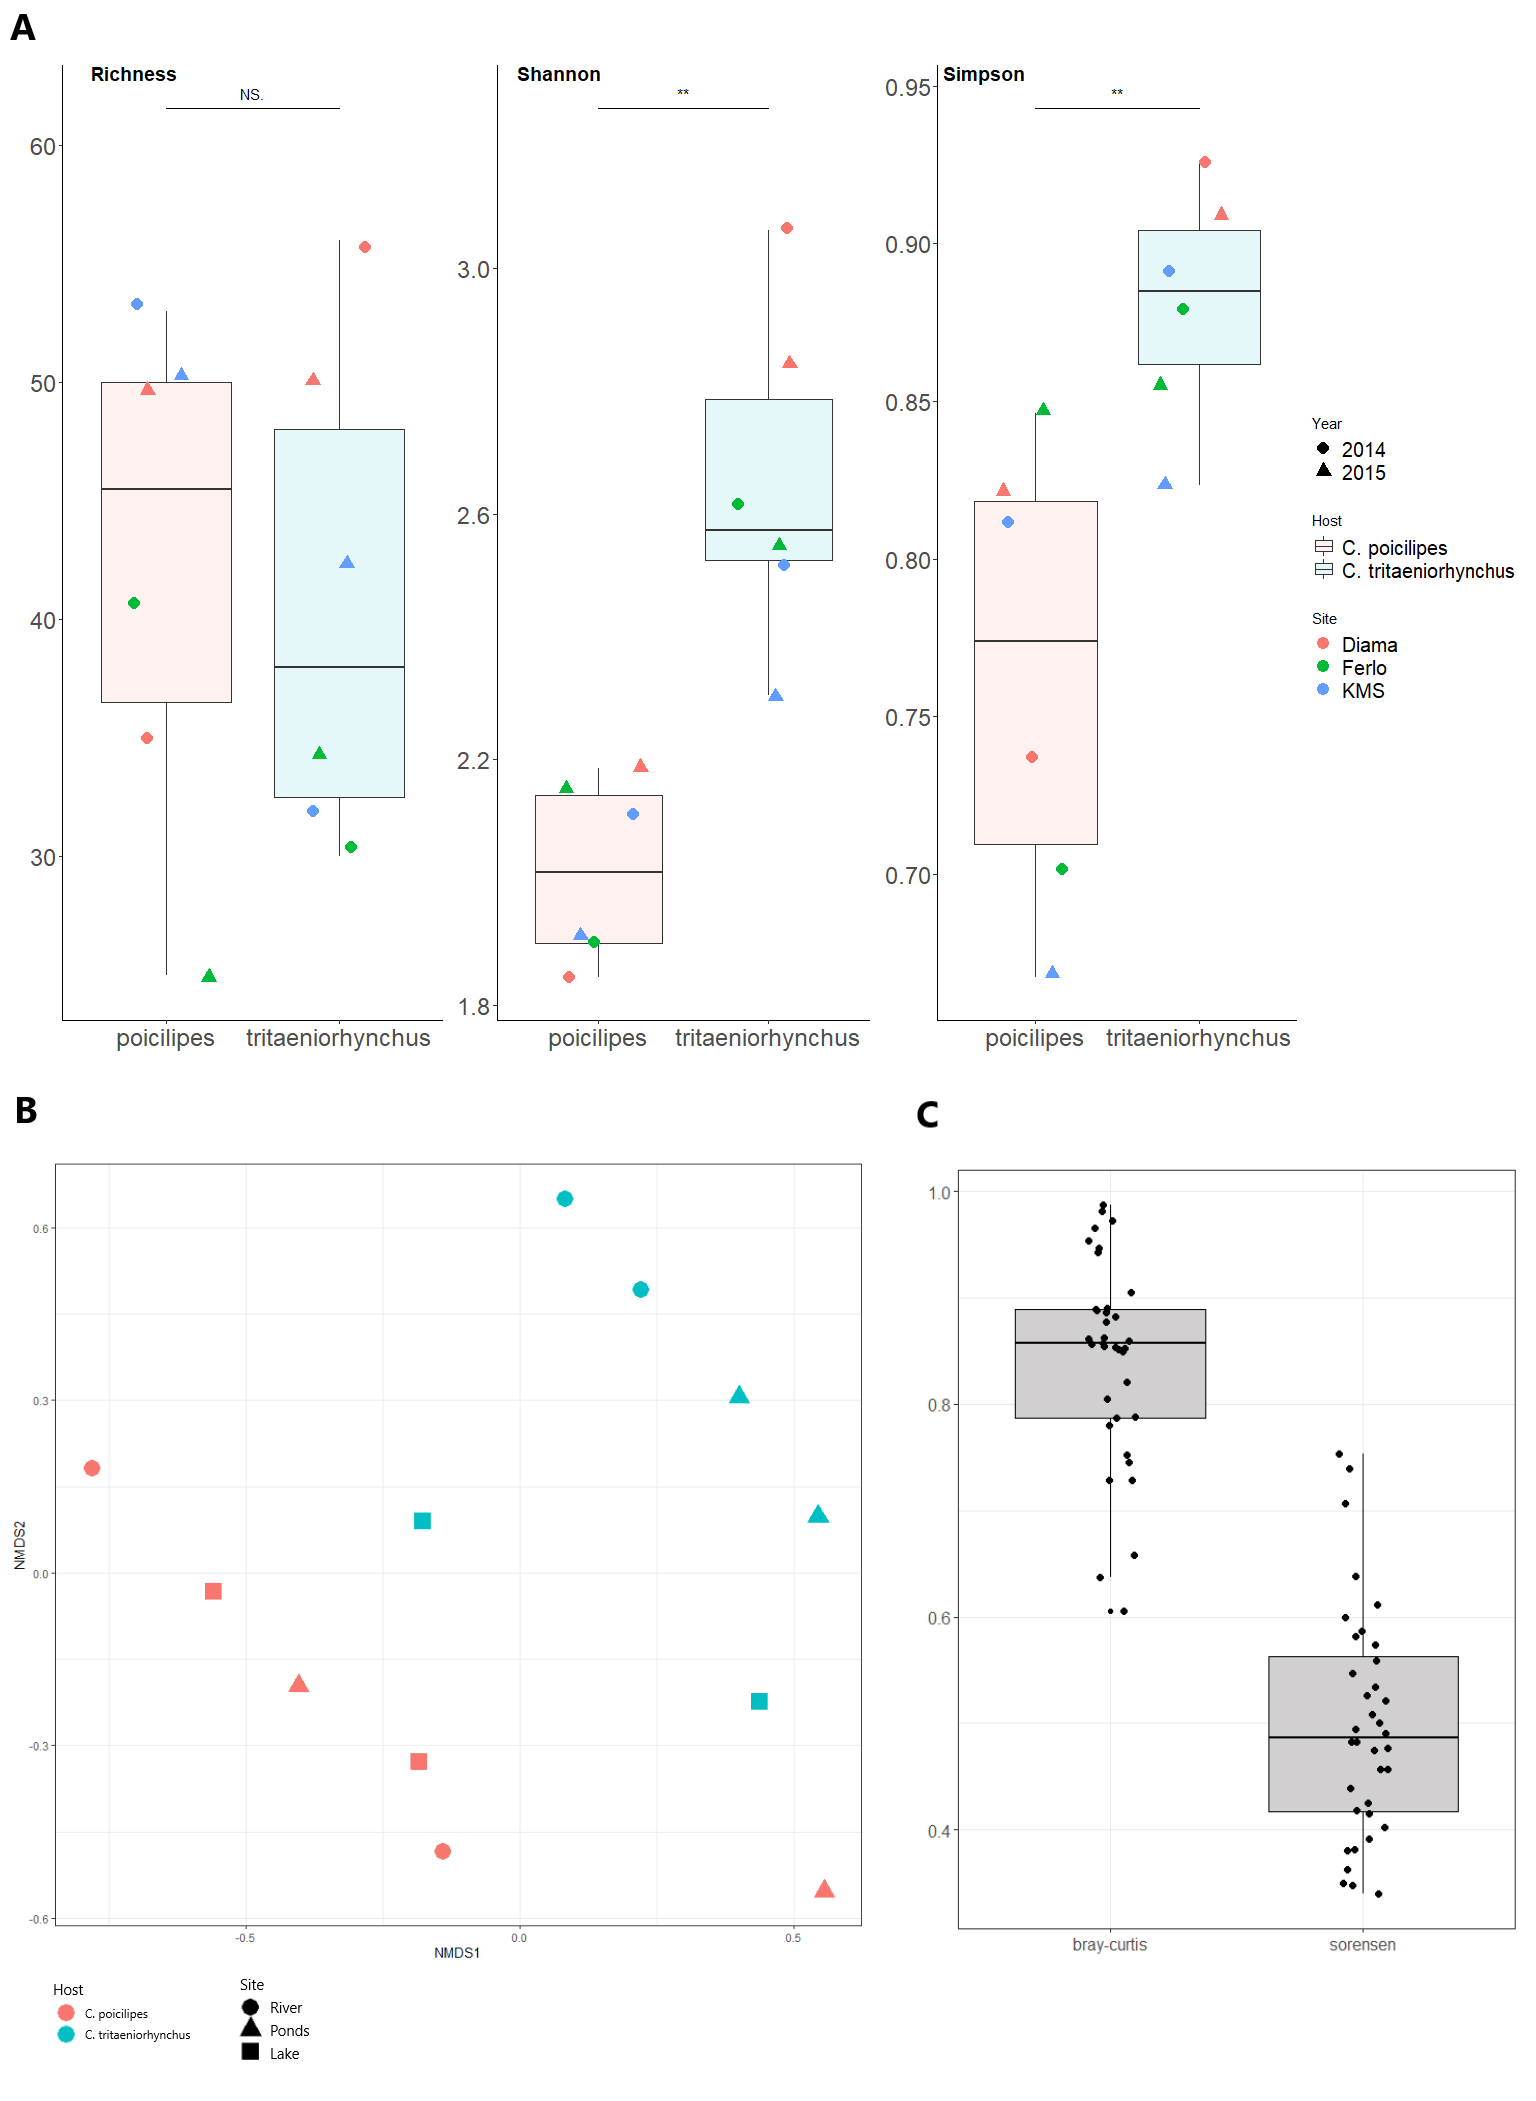 A
Richness
Shannon
Simpson
NS.
**
**
60
50
40
30
3.0
2.6
2.2
1.8
0.95
0.90
0.85
0.80
0.75
0.70
poicilipes
tritaeniorhynchus
poicilipes
tritaeniorhynchus
poicilipes
tritaeniorhynchus
Year
2014
2015
Host
C. poicilipes
C. tritaeniorhynchus
Site
Diama
Ferlo
KMS
B
NMDS2
0.6
0.3
0.0
-0.3
-0.6
-0.5
0.0
0.5
NMDS1
Host
C. poicilipes
C. tritaeniorhynchus
Site
River
Ponds
Lake
C
1.0
0.8
0.6
0.4
bray-curtis
sorensen